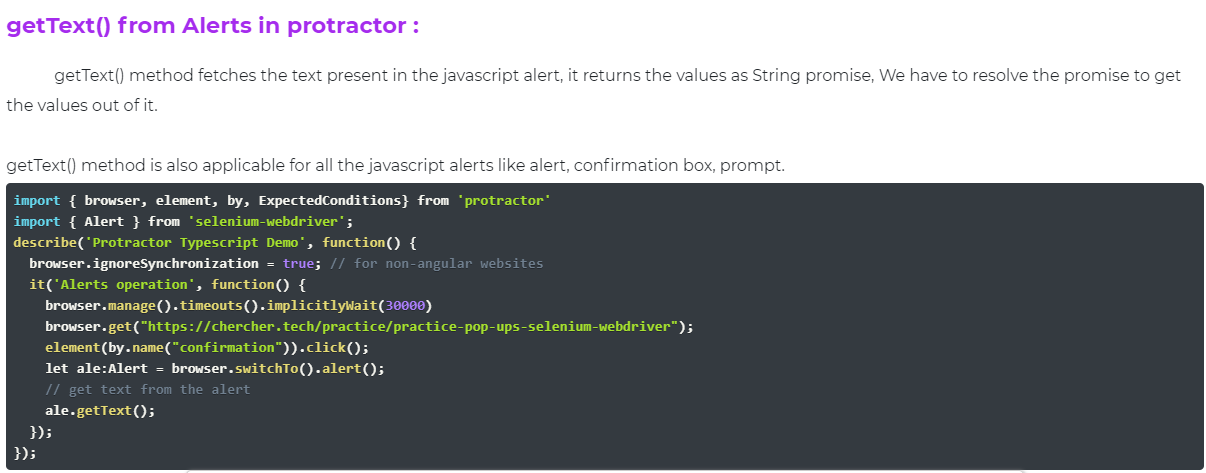 getText() from Alerts in protractor :
getText() method fetches the text present in the javascript alert, it returns the values as String promise, We have to resolve the promise to get
the values out of it.
getText() method is also applicable for all the javascript alerts like alert, confirmation box, prompt.
import { browser, element, by, ExpectedConditions} from 'protractor'
import { Alert } from 'selenium-webdriver';
describe('Protractor Typescript Demo', function() {
  browser.ignoreSynchronization = true; // for non-angular websites
  it('Alerts operation', function() {
    browser.manage().timeouts().implicitlyWait(30000)
    browser.get("https://chercher.tech/practice/practice-pop-ups-selenium-webdriver");
    element(by.name("confirmation")).click();
    let ale:Alert = browser.switchTo().alert();
    // get text from the alert
    ale.getText();
  });
});